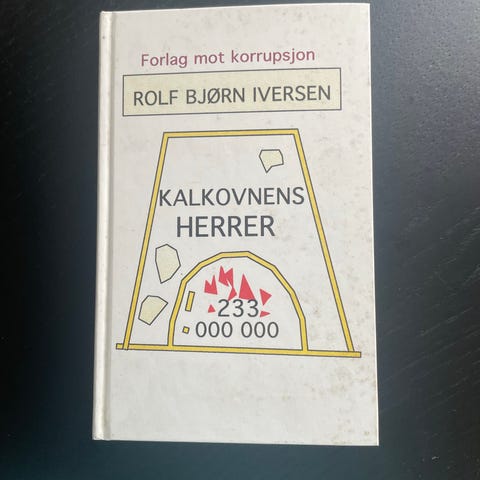 Forlag mot korrupsjon
ROLF BJØRN IVERSEN
KALKOVNENS
HERRER
233
000 000